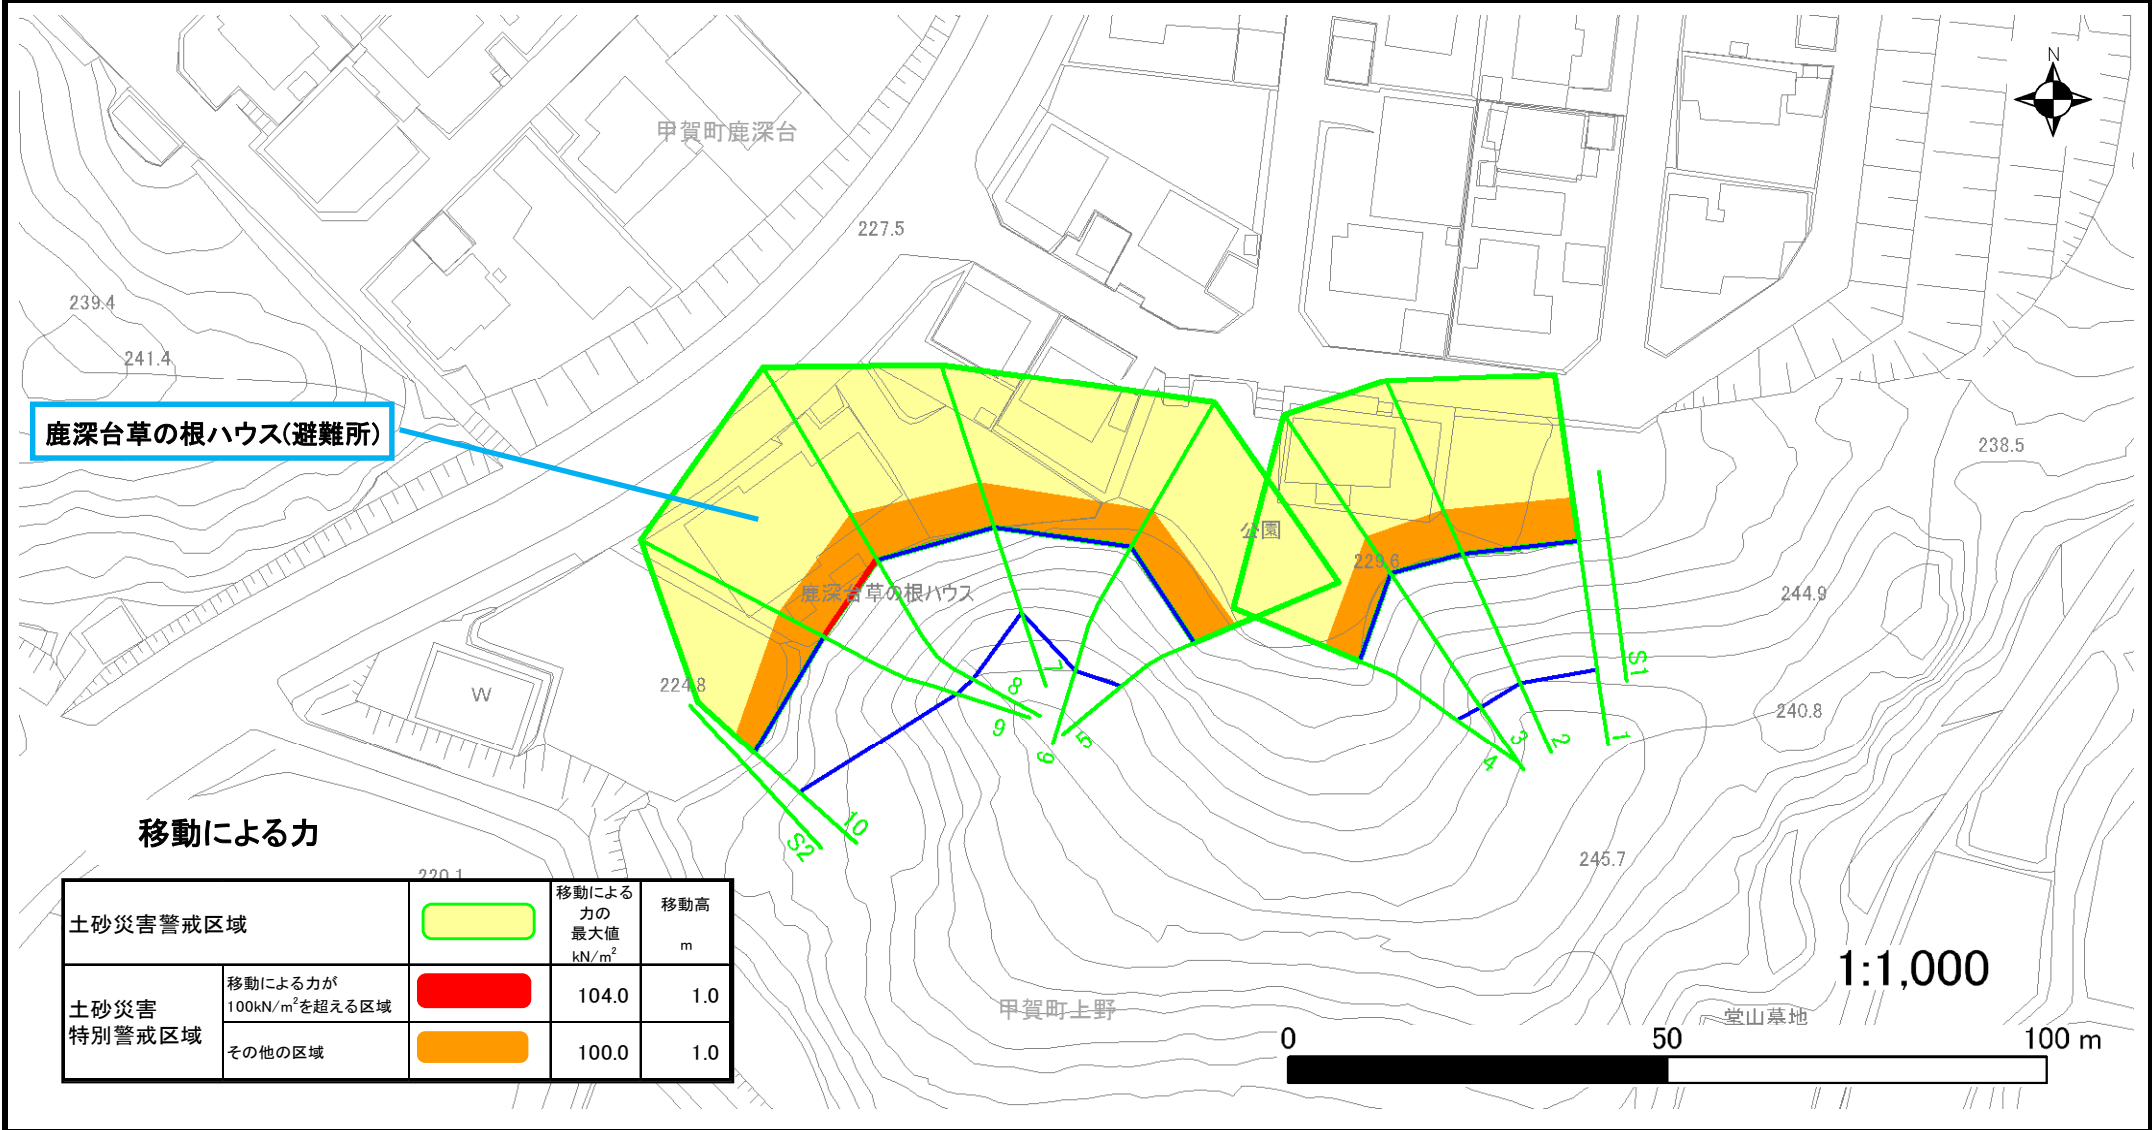 N
甲賀町鹿深台
227.5
239.4
241.4
鹿深台草の根ハウス(避難所)
238.5
公園
229.6
鹿深台草の根ハウス
244.9
224.8
W
S1
7
8
9
6
5
3
2
1
4
240.8
10
S2
移動による力
245.7
220.1
土砂災害警戒区域
移動による
力の
最大値
kN/m²
移動高
m
土砂災害
特別警戒区域
移動による力が
100kN/m²を超える区域
104.0
1.0
その他の区域
100.0
1.0
甲賀町上野
1:1,000
堂山墓地
0
50
100 m